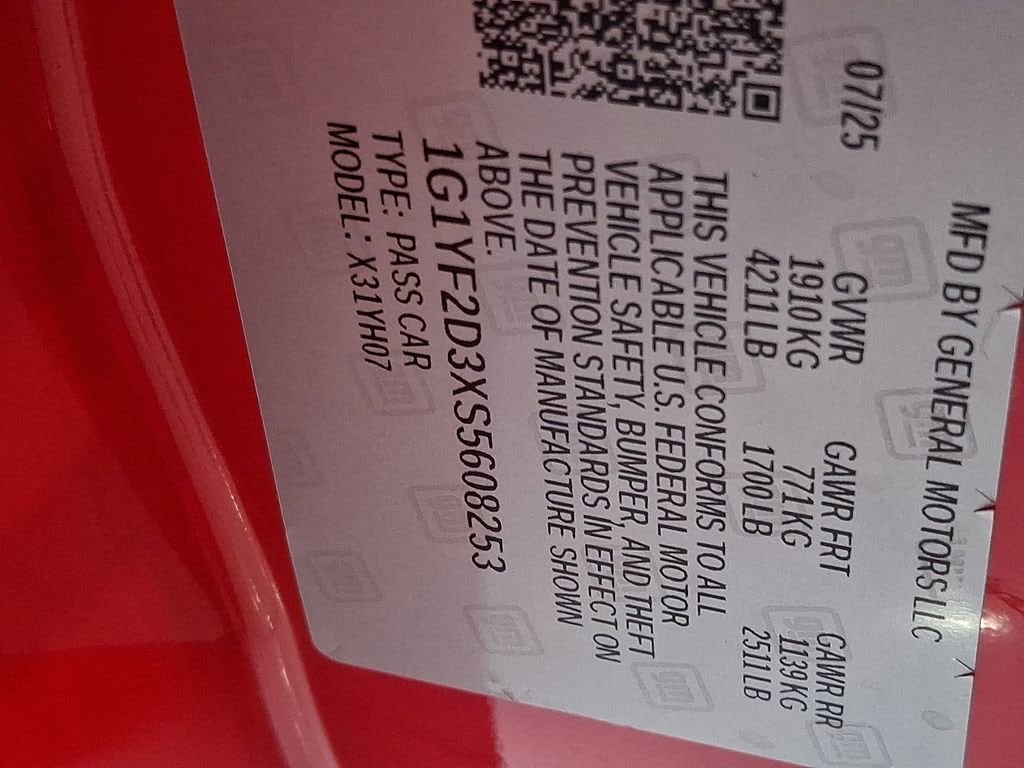 MFD BY GENERAL MOTORS LLC
07/25 GVWR GAWR FRT GAWR RR
1910 KG 771 KG 1139 KG
4211 LB 1700 LB 2511 LB
THIS VEHICLE CONFORMS TO ALL
APPLICABLE U.S. FEDERAL MOTOR
VEHICLE SAFETY, BUMPER, AND THEFT
PREVENTION STANDARDS IN EFFECT ON
THE DATE OF MANUFACTURE SHOWN
ABOVE.
1G1YF2D3XS5608253
TYPE: PASS CAR
MODEL: X31YH07